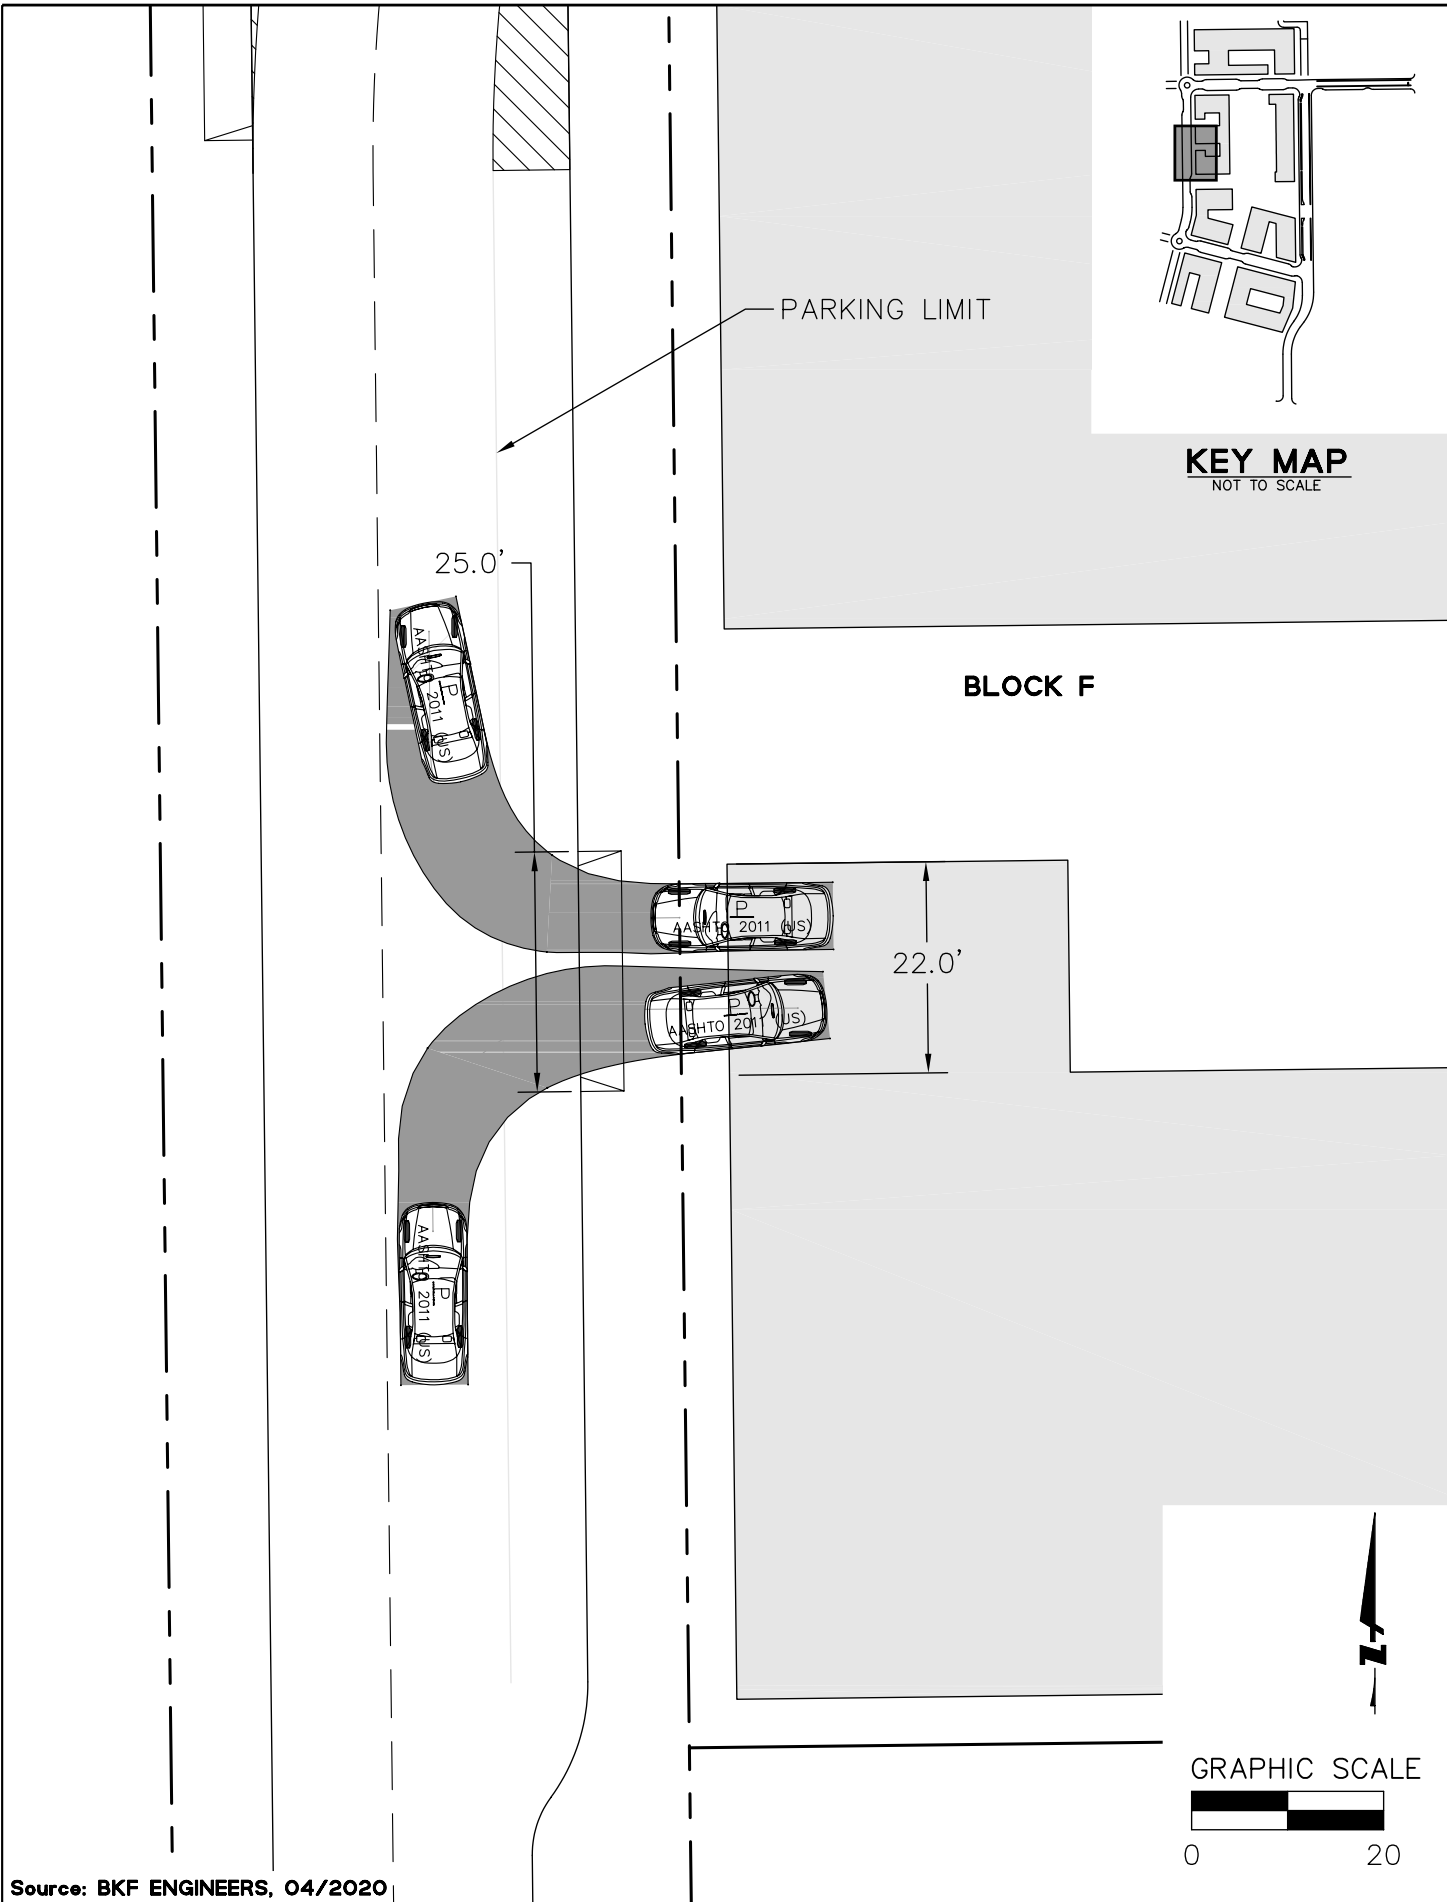 PARKING LIMIT
KEY MAP
NOT TO SCALE
25.0'
BLOCK F
AASHTO 2011 (US)
P
P
AASHTO 2011 (US)
22.0'
P
AASHTO 2011 (US)
AASHTO 2011 (US)
P
GRAPHIC SCALE
0 20
Source: BKF ENGINEERS, 04/2020